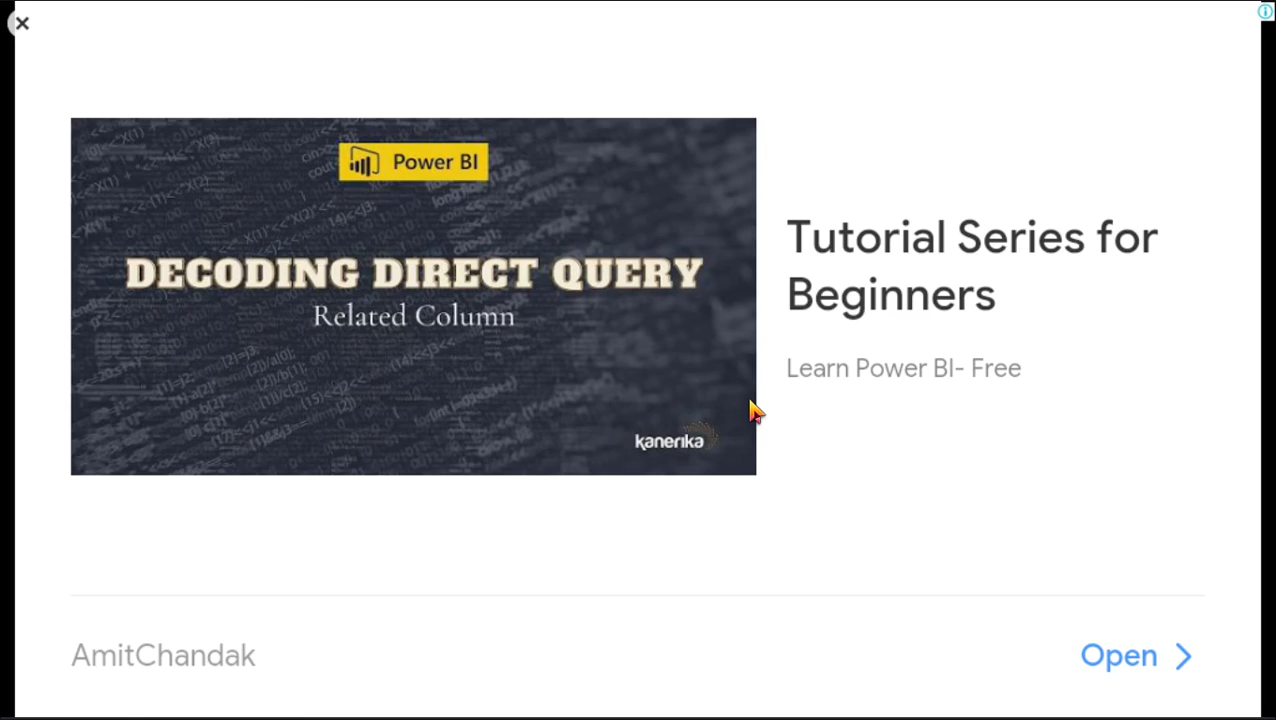 Power BI
DECODING DIRECT QUERY
Related Column
kanerika
Tutorial Series for
Beginners
Learn Power BI- Free
AmitChandak
Open